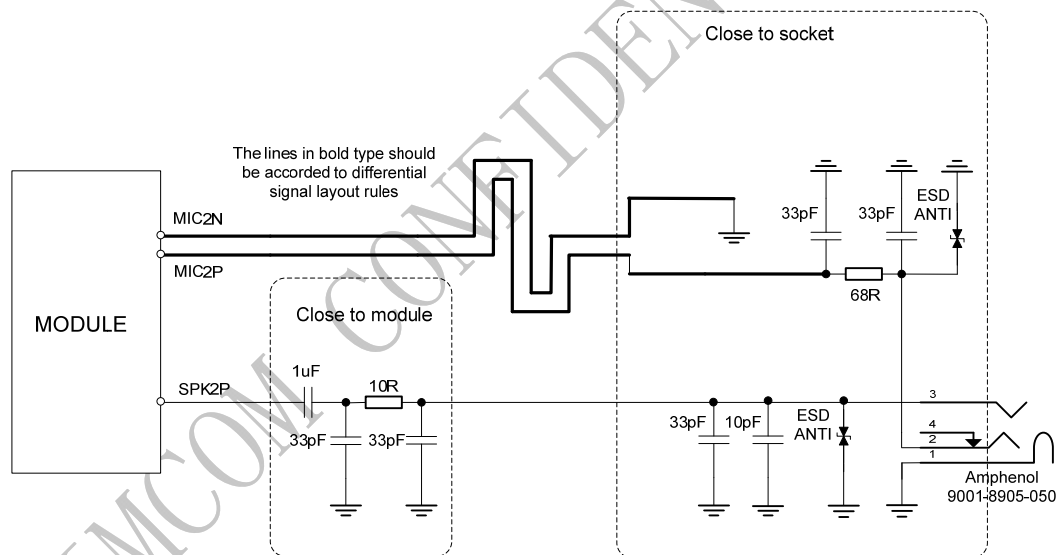 Close to socket
The lines in bold type should
be accorded to differential
signal layout rules
MIC2N
MIC2P
MODULE
33pF
33pF
ESD
ANTI
68R
Close to module
1uF
10R
SPK2P
33pF
33pF
33pF
10pF
ESD
ANTI
3
4
2
1
Amphenol
9001-8905-050
MCOM CONFIDEN